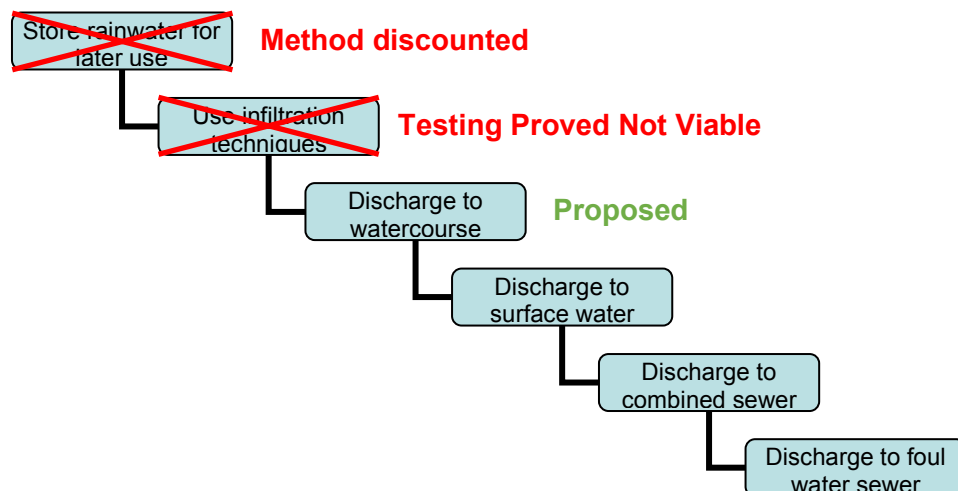 Store rainwater for
later use
Method discounted
Use infiltration
techniques
Testing Proved Not Viable
Discharge to
watercourse
Proposed
Discharge to
surface water
Discharge to
combined sewer
Discharge to foul
water sewer